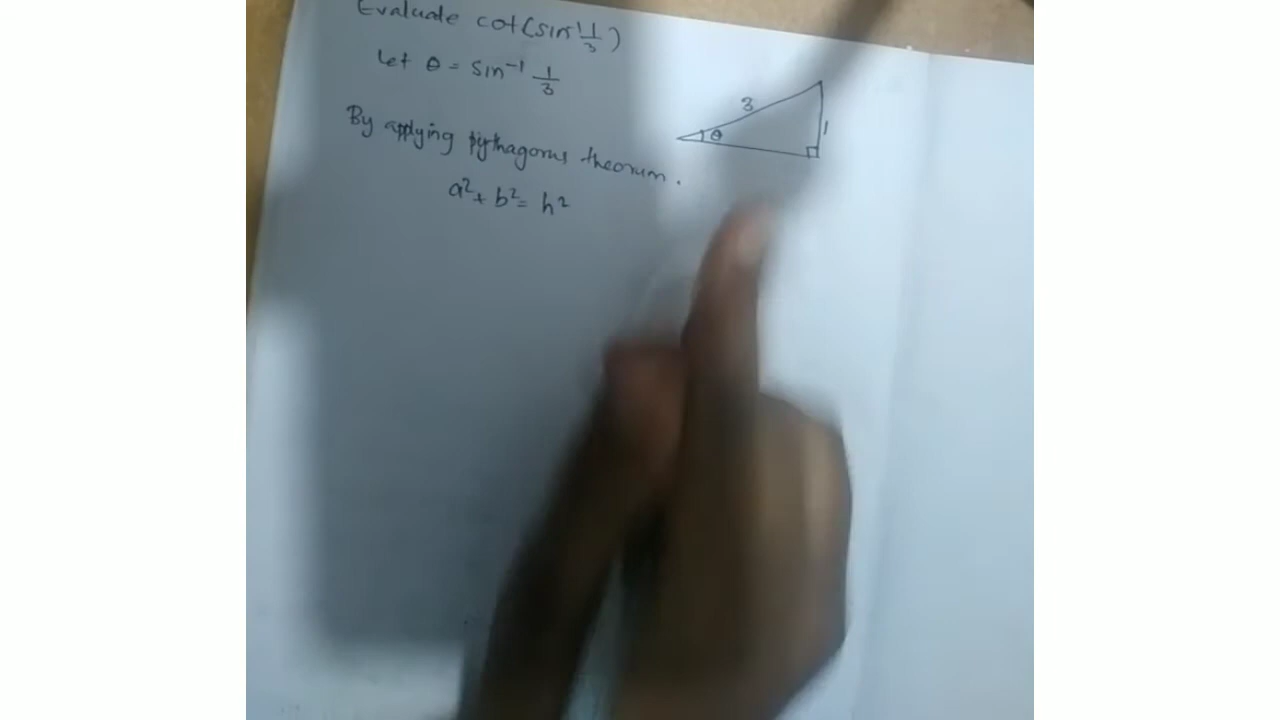 Evaluate cot(sin⁻¹ 1/3)
Let θ = sin⁻¹ 1/3
3
θ
1
By applying pythagorus theorum.
a² + b² = h²